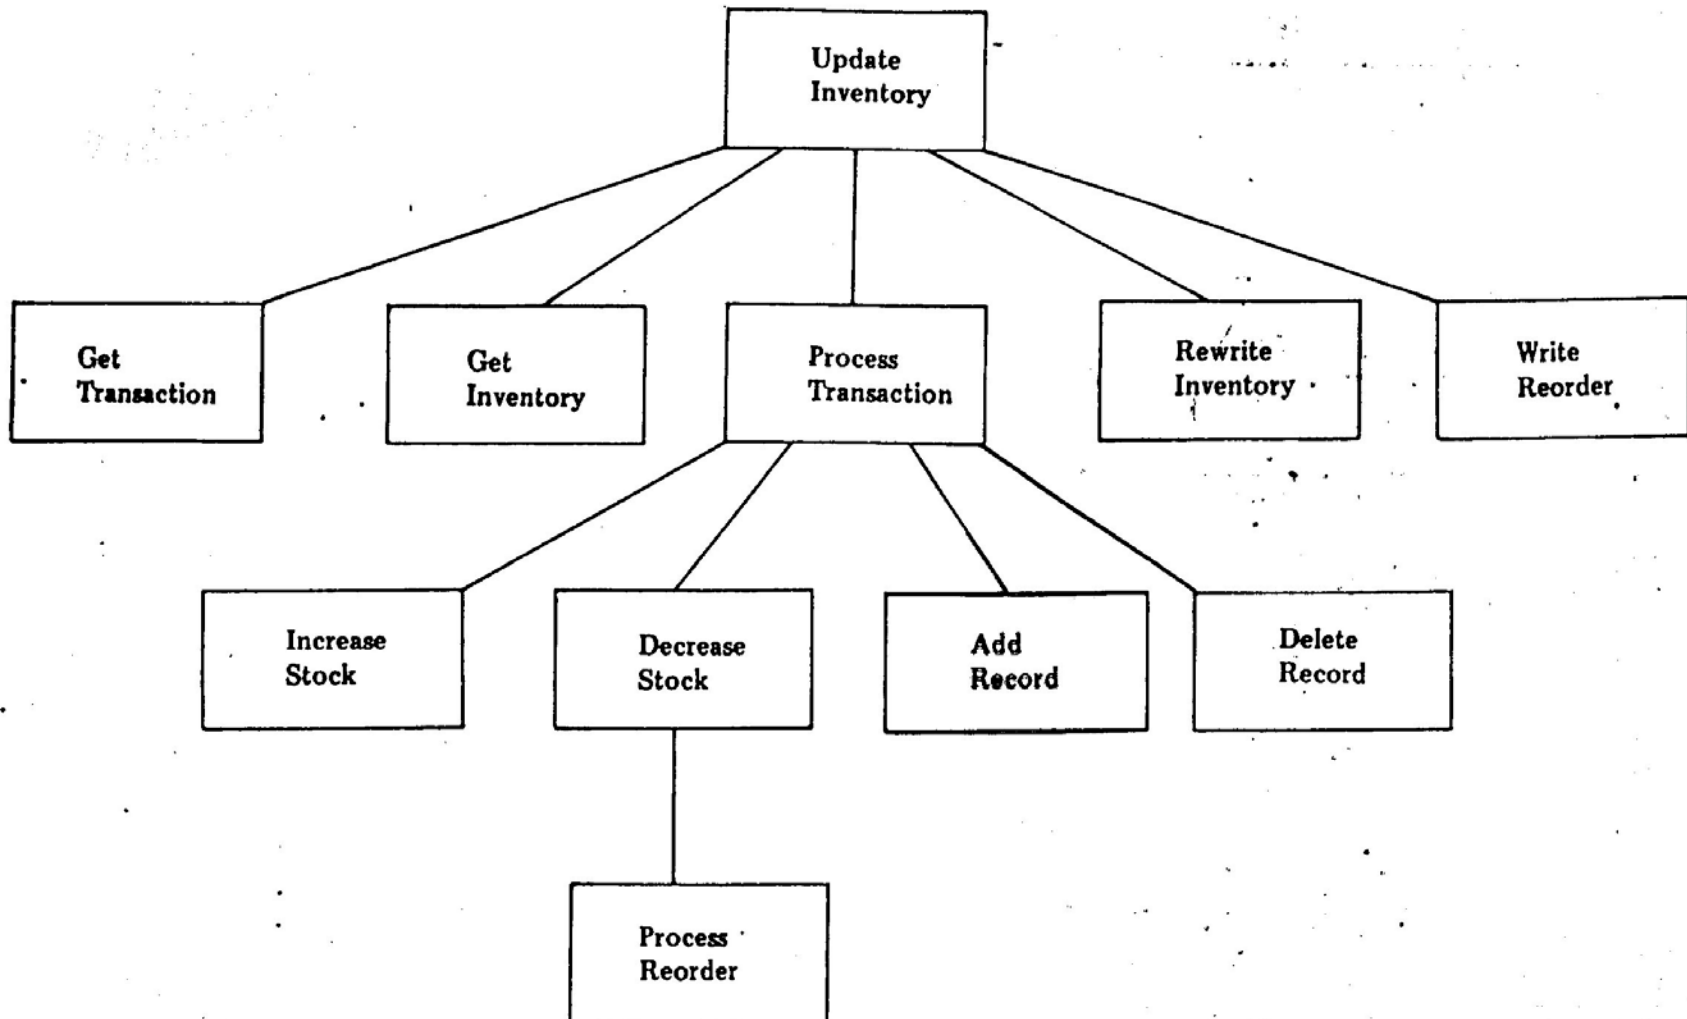 Update
Inventory
Get
Transaction
Get
Inventory
Process
Transaction
Rewrite
Inventory
Write
Reorder
Increase
Stock
Decrease
Stock
Add
Record
Delete
Record
Process
Reorder